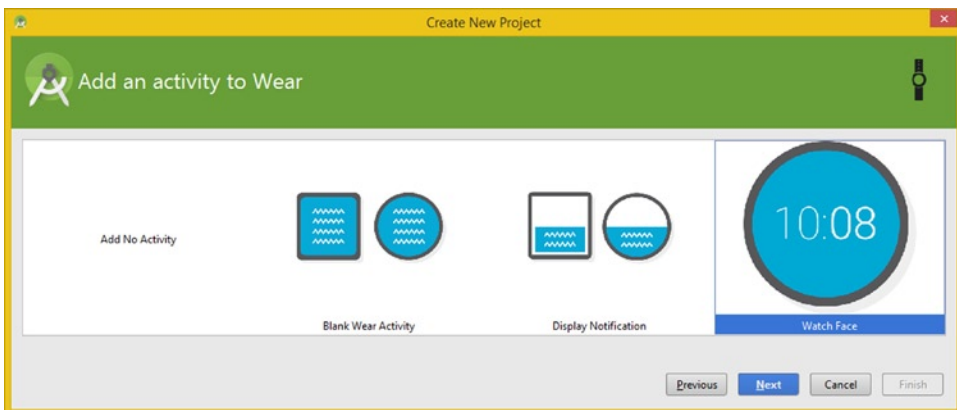 Create New Project
Add an activity to Wear
Add No Activity
10:08
Blank Wear Activity
Display Notification
Watch Face
Previous
Next
Cancel
Finish